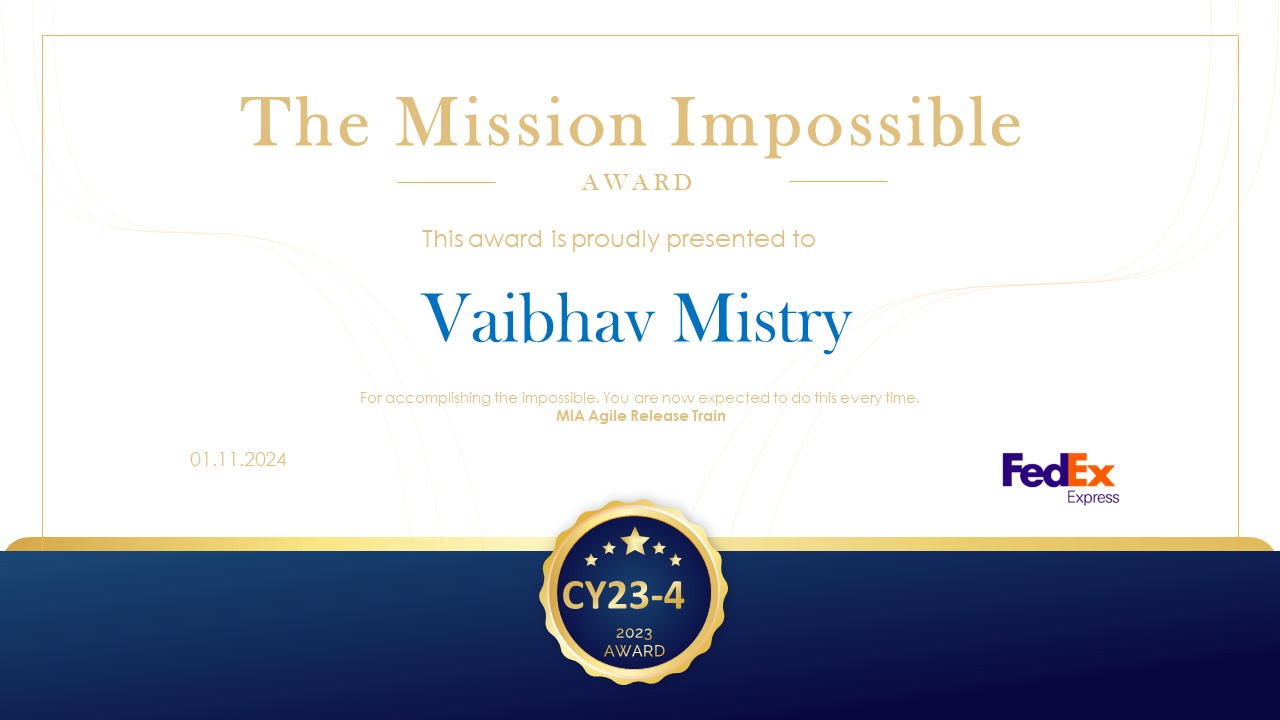 The Mission Impossible
AWARD
This award is proudly presented to
Vaibhav Mistry
For accomplishing the impossible. You are now expected to do this every time.
MIA Agile Release Train
01.11.2024
FedEx
Express
CY23-4
2023
AWARD